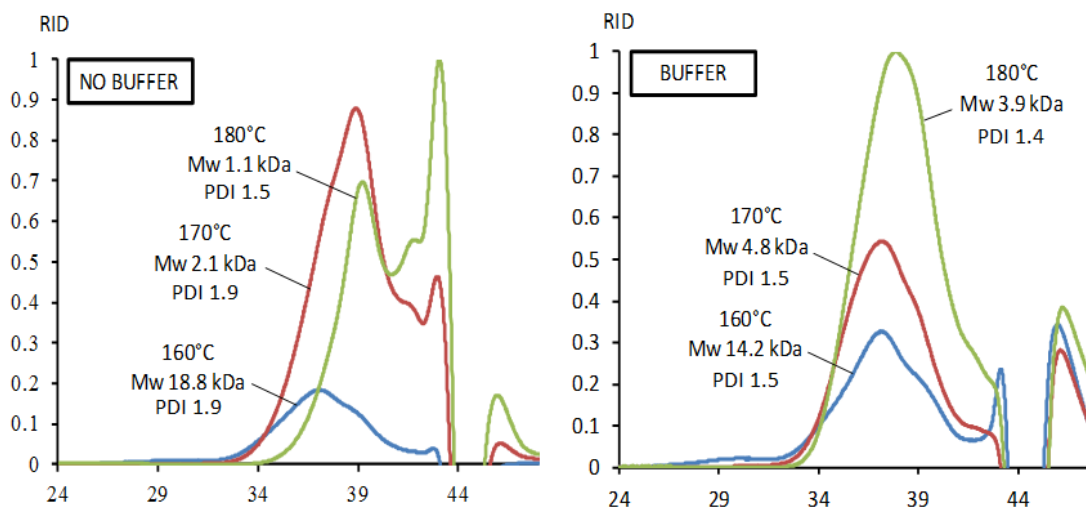 RID
1
0.9
0.8
0.7
0.6
0.5
0.4
0.3
0.2
0.1
0
NO BUFFER
180°C
Mw 1.1 kDa
PDI 1.5
170°C
Mw 2.1 kDa
PDI 1.9
160°C
Mw 18.8 kDa
PDI 1.9
24
29
34
39
44
RID
1
0.9
0.8
0.7
0.6
0.5
0.4
0.3
0.2
0.1
0
BUFFER
180°C
Mw 3.9 kDa
PDI 1.4
170°C
Mw 4.8 kDa
PDI 1.5
160°C
Mw 14.2 kDa
PDI 1.5
24
29
34
39
44